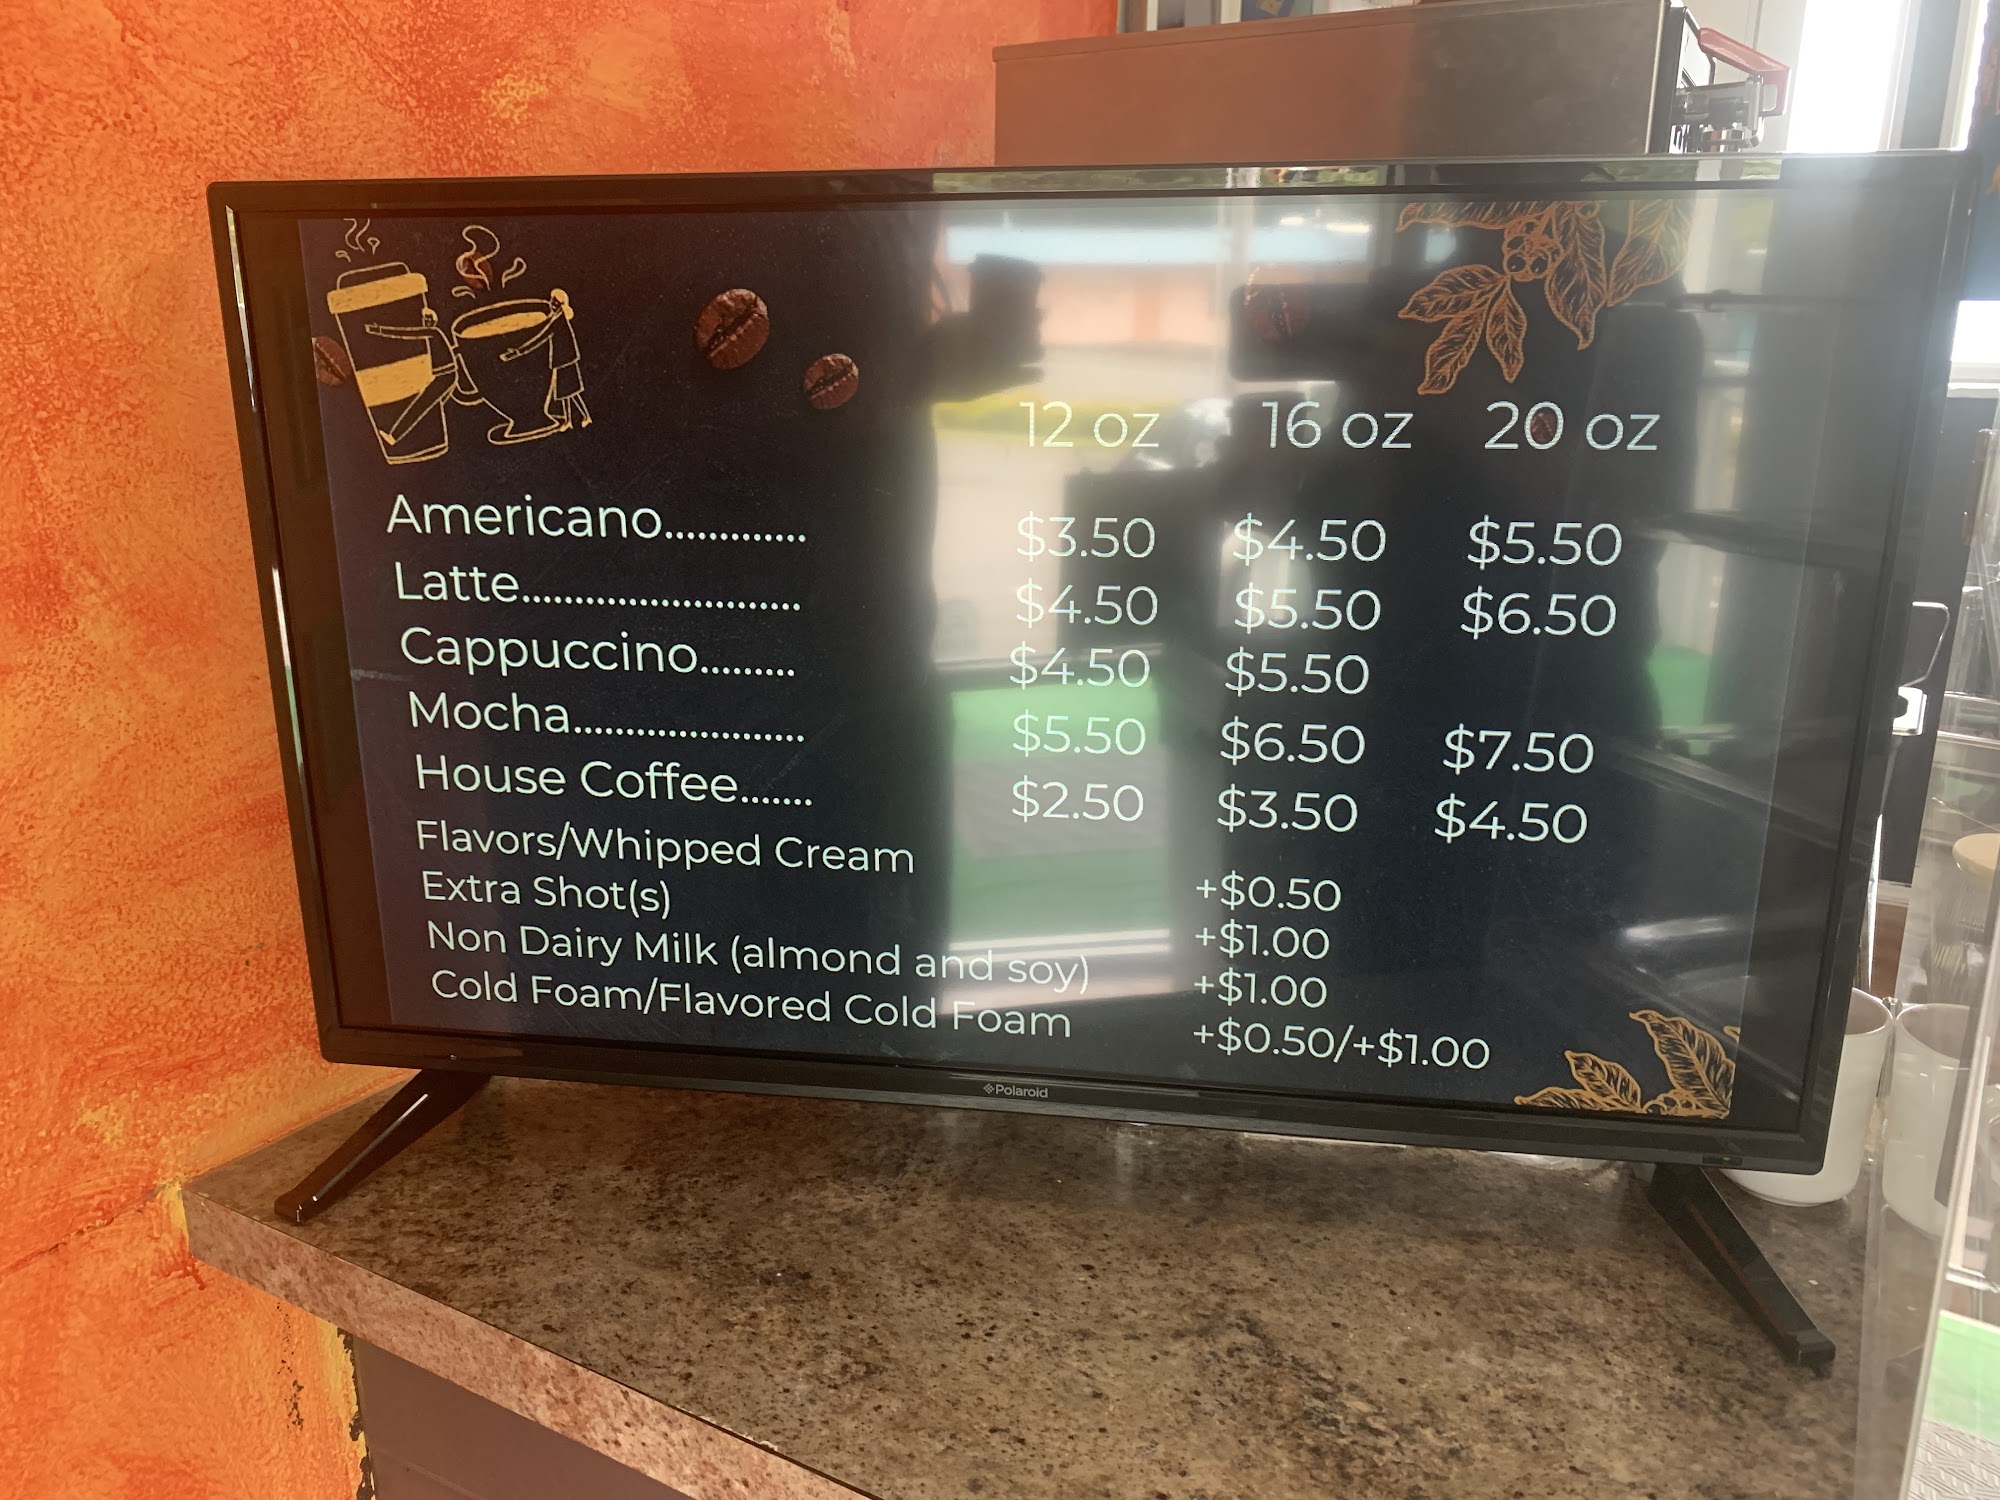 12 oz 16 oz 20 oz
Americano............. $3.50 $4.50 $5.50
Latte........................... $4.50 $5.50 $6.50
Cappuccino......... $4.50 $5.50
Mocha...................... $5.50 $6.50 $7.50
House Coffee....... $2.50 $3.50 $4.50
Flavors/Whipped Cream +$0.50
Extra Shot(s) +$1.00
Non Dairy Milk (almond and soy) +$1.00
Cold Foam/Flavored Cold Foam +$0.50/+$1.00
Polaroid